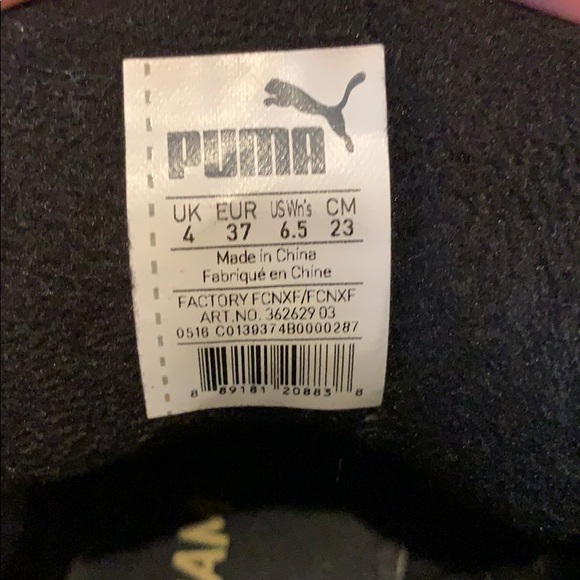 PUMA
UK EUR US Wn's CM
4 37 6.5 23
Made in China
Fabriqué en Chine
FACTORY FCNXF/FCNXF
ART.NO. 362629 03
0516 C0139374B0000287
8 89181 20883 8
AM